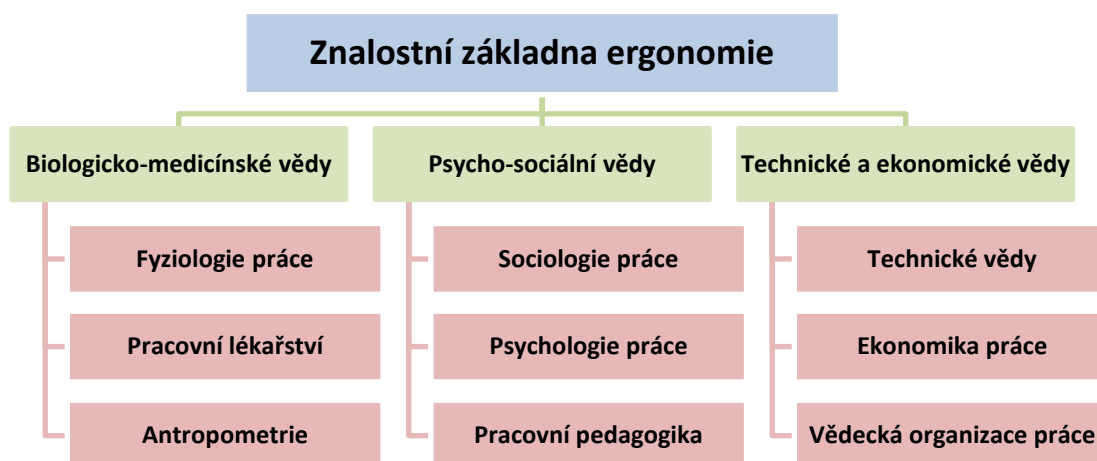 Znalostní základna ergonomie
Biologicko-medicínské vědy
Psycho-sociální vědy
Technické a ekonomické vědy
Fyziologie práce
Sociologie práce
Technické vědy
Pracovní lékařství
Psychologie práce
Ekonomika práce
Antropometrie
Pracovní pedagogika
Vědecká organizace práce